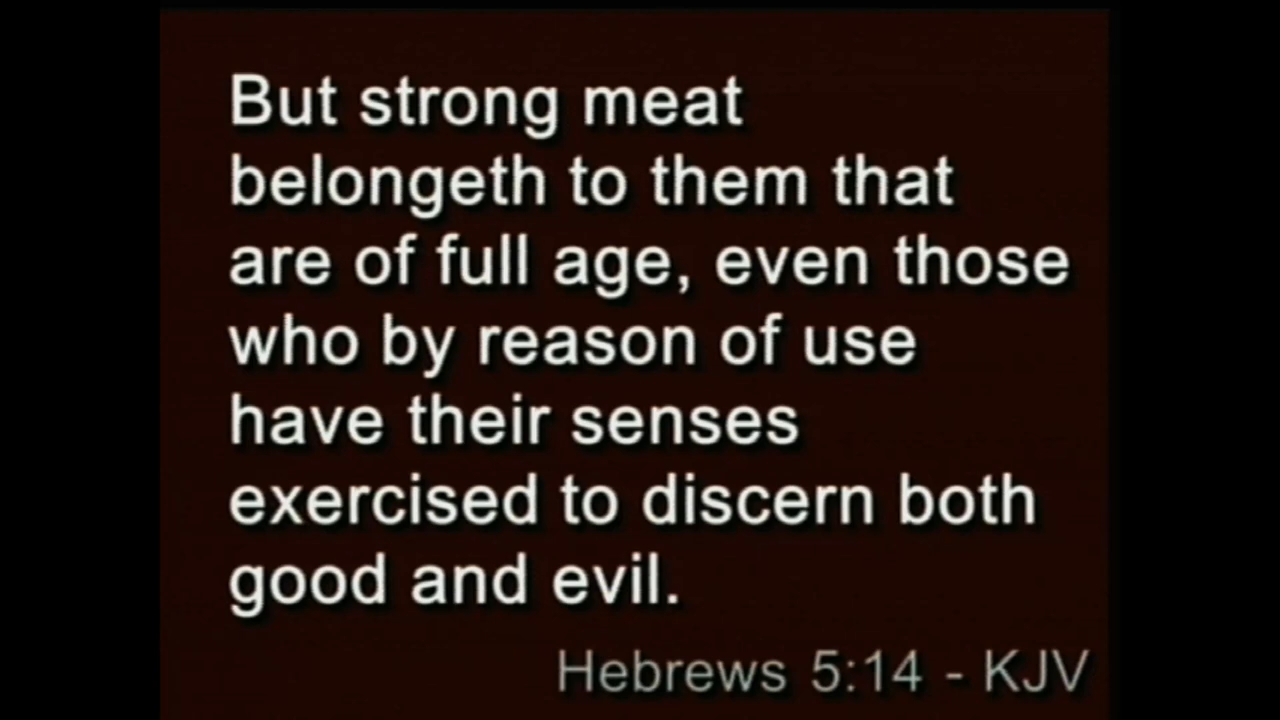 But strong meat
belongeth to them that
are of full age, even those
who by reason of use
have their senses
exercised to discern both
good and evil.
Hebrews 5:14 - KJV